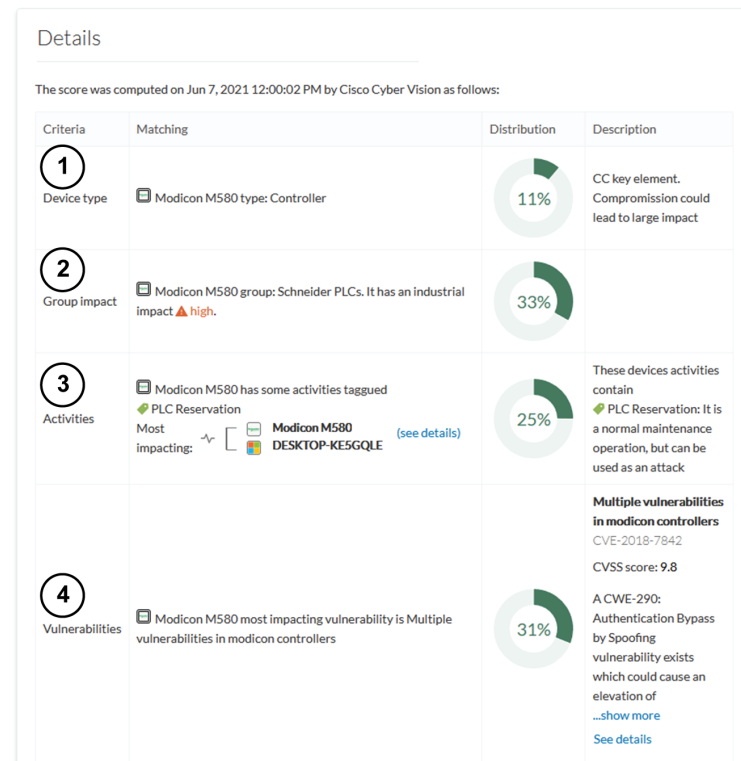 Details
The score was computed on Jun 7, 2021 12:00:02 PM by Cisco Cyber Vision as follows:
Criteria Matching Distribution Description
1
Device type
Modicon M580 type: Controller
11%
CC key element.
Compromission could
lead to large impact
2
Group impact
Modicon M580 group: Schneider PLCs. It has an industrial
impact high.
33%
3
Activities
Modicon M580 has some activities taggued
PLC Reservation
Most
impacting:
Modicon M580
DESKTOP-KE5GQLE
(see details)
25%
These devices activities
contain
PLC Reservation: It is
a normal maintenance
operation, but can be
used as an attack
4
Vulnerabilities
Modicon M580 most impacting vulnerability is Multiple
vulnerabilities in modicon controllers
31%
Multiple vulnerabilities
in modicon controllers
CVE-2018-7842
CVSS score: 9.8
A CWE-290:
Authentication Bypass
by Spoofing
vulnerability exists
which could cause an
elevation of
...show more
See details